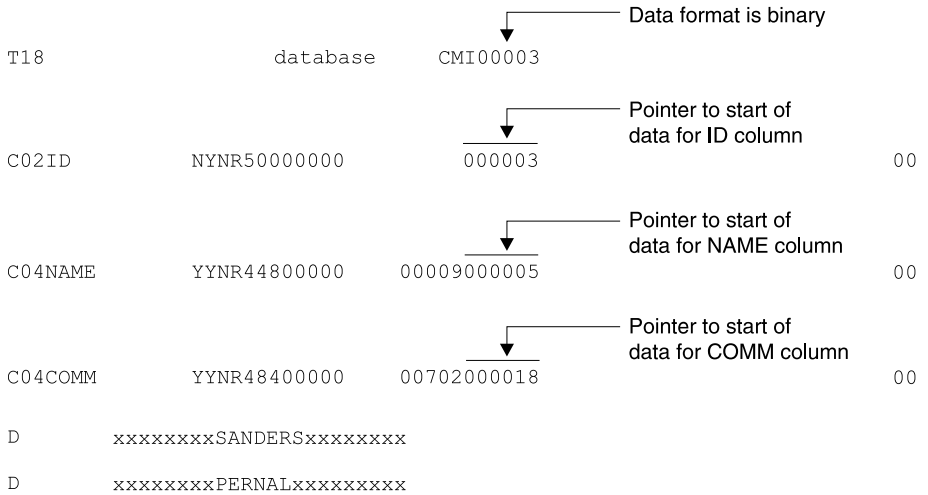 Data format is binary
T18 database CMI00003
Pointer to start of
data for ID column
C02ID NYNR50000000 000003 00
Pointer to start of
data for NAME column
C04NAME YYNR44800000 00009000005 00
Pointer to start of
data for COMM column
C04COMM YYNR48400000 00702000018 00
D xxxxxxxxSANDERSxxxxxxxx
D xxxxxxxxPERNALxxxxxxxxx